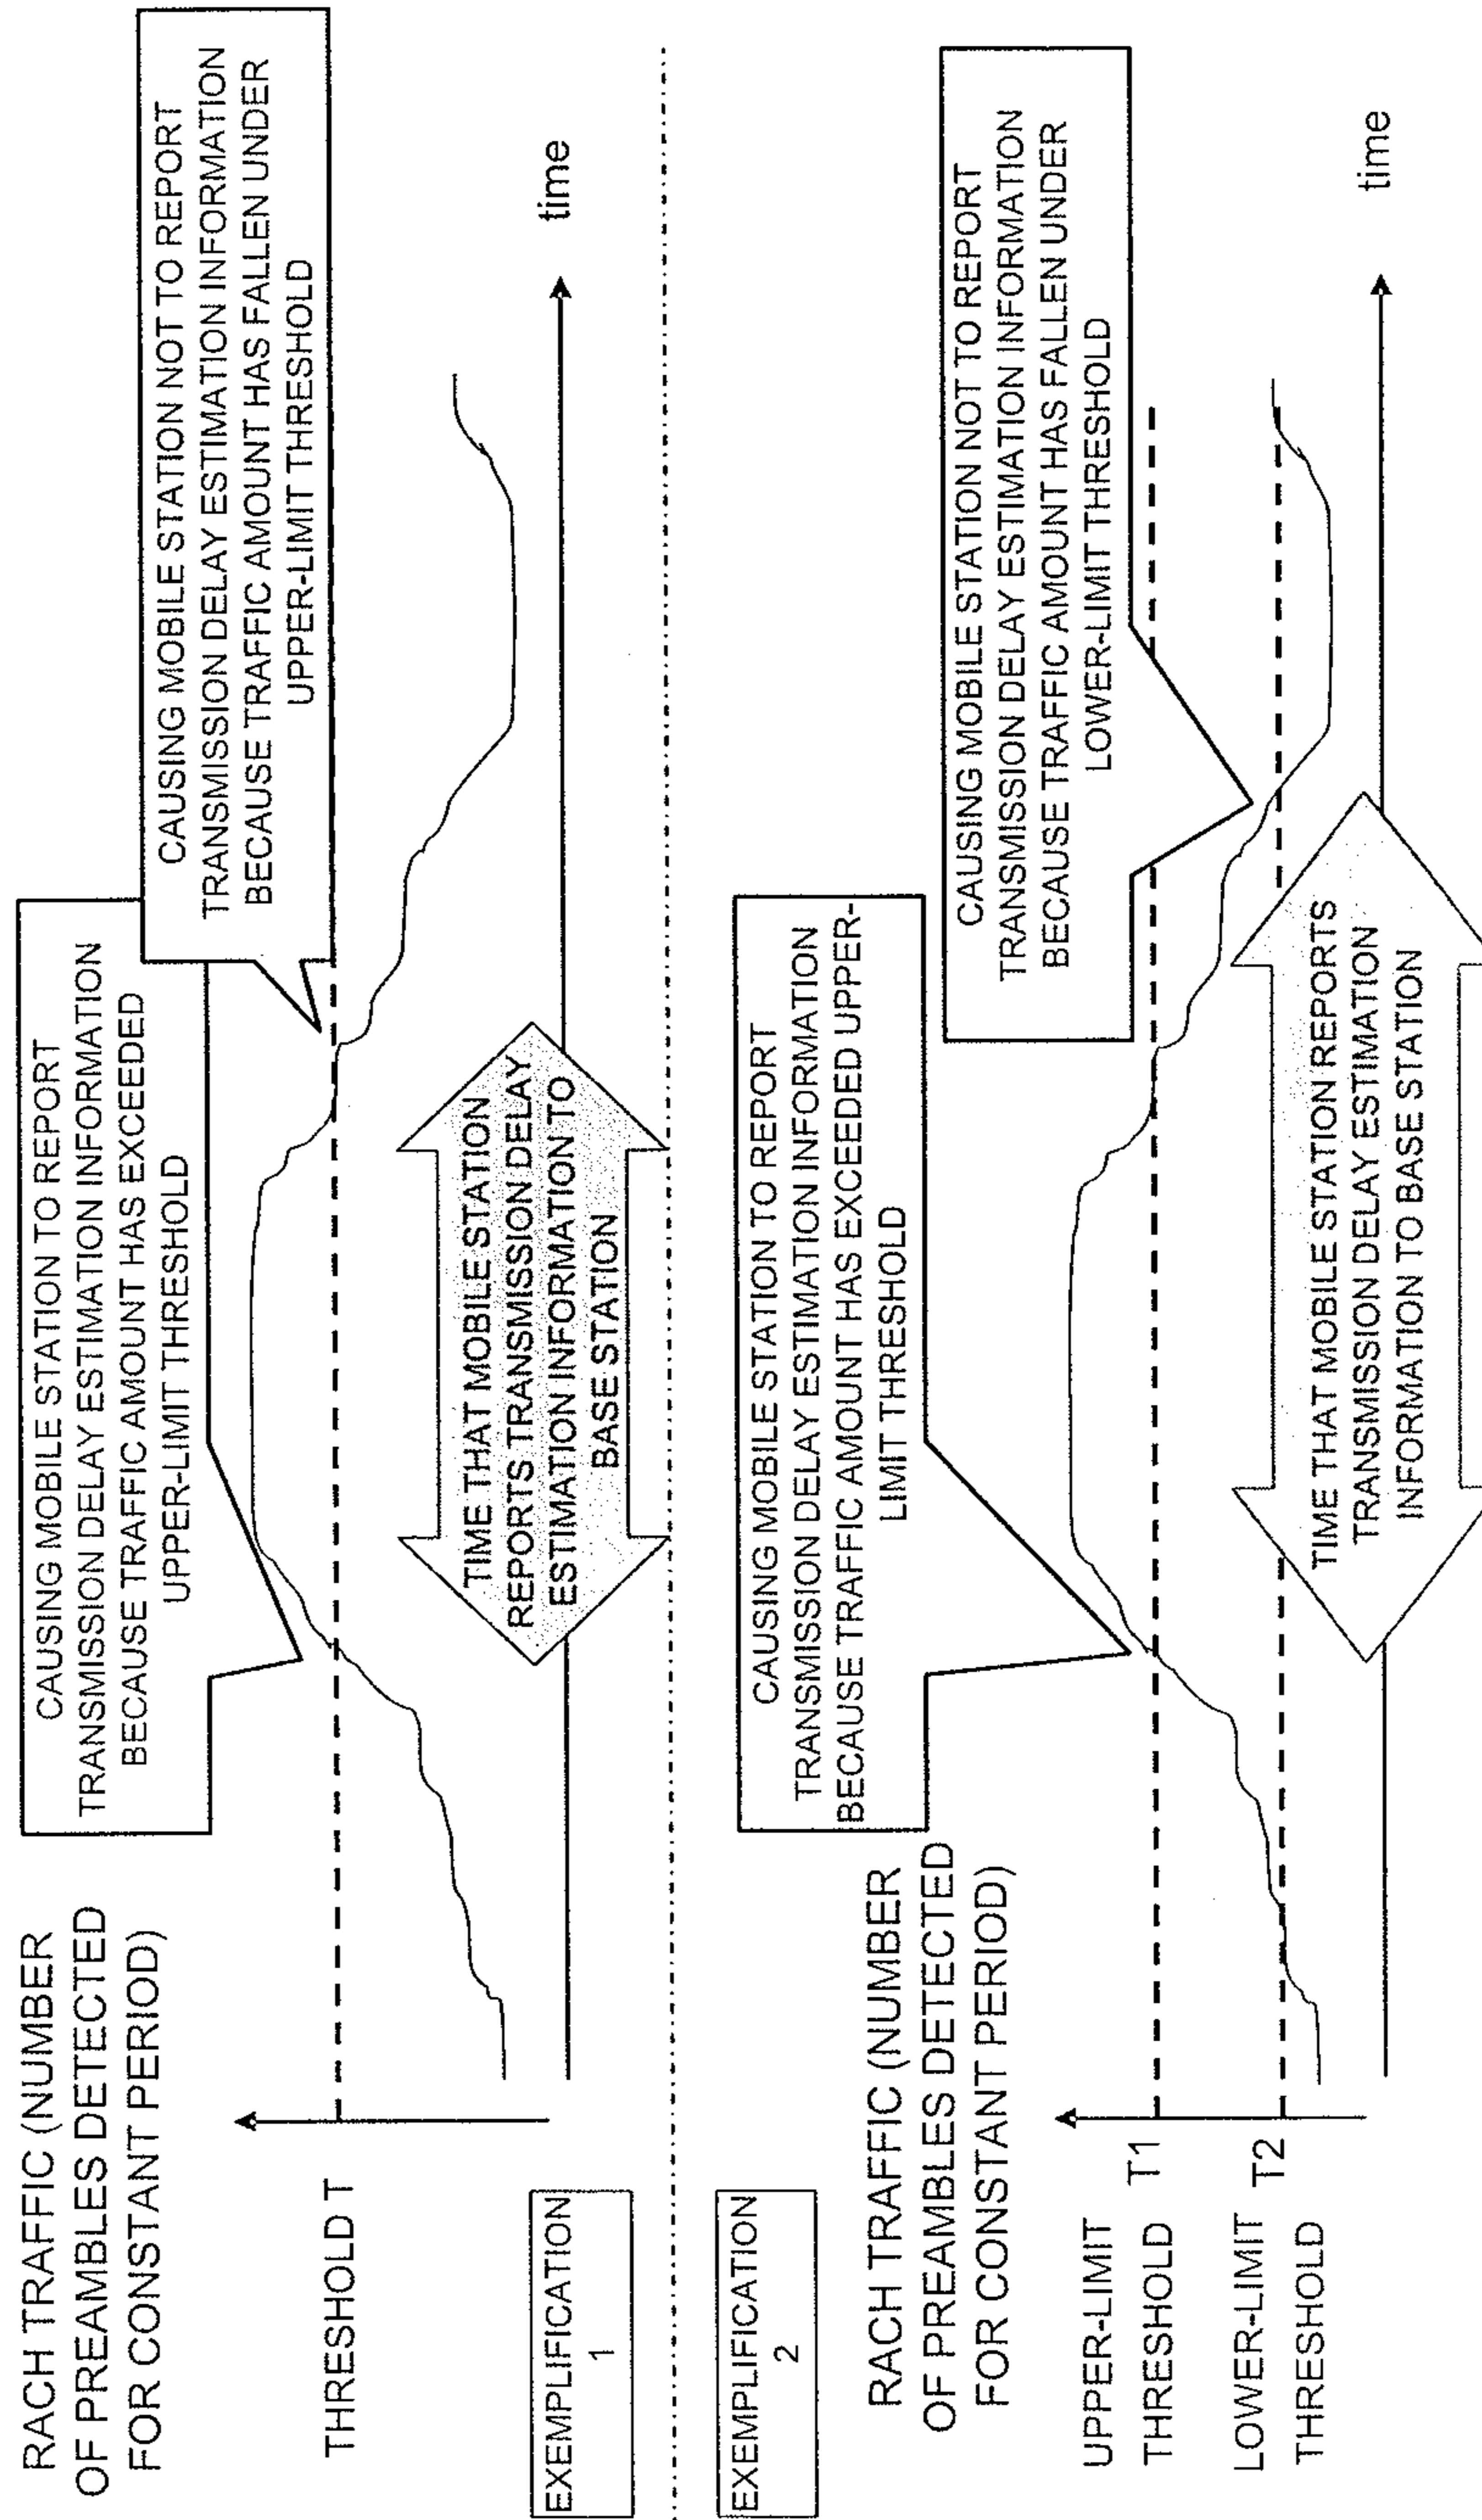 RACH TRAFFIC (NUMBER
OF PREAMBLES DETECTED
FOR CONSTANT PERIOD)
CAUSING MOBILE STATION TO REPORT
TRANSMISSION DELAY ESTIMATION INFORMATION
BECAUSE TRAFFIC AMOUNT HAS EXCEEDED
UPPER-LIMIT THRESHOLD
CAUSING MOBILE STATION NOT TO REPORT
TRANSMISSION DELAY ESTIMATION INFORMATION
BECAUSE TRAFFIC AMOUNT HAS FALLEN UNDER
UPPER-LIMIT THRESHOLD
THRESHOLD T
TIME THAT MOBILE STATION
REPORTS TRANSMISSION DELAY
ESTIMATION INFORMATION TO
BASE STATION
time
EXEMPLIFICATION
1
EXEMPLIFICATION
2
RACH TRAFFIC (NUMBER
OF PREAMBLES DETECTED
FOR CONSTANT PERIOD)
CAUSING MOBILE STATION TO REPORT
TRANSMISSION DELAY ESTIMATION INFORMATION
BECAUSE TRAFFIC AMOUNT HAS EXCEEDED UPPER-
LIMIT THRESHOLD
CAUSING MOBILE STATION NOT TO REPORT
TRANSMISSION DELAY ESTIMATION INFORMATION
BECAUSE TRAFFIC AMOUNT HAS FALLEN UNDER
LOWER-LIMIT THRESHOLD
UPPER-LIMIT
THRESHOLD T1
LOWER-LIMIT
THRESHOLD T2
TIME THAT MOBILE STATION REPORTS
TRANSMISSION DELAY ESTIMATION
INFORMATION TO BASE STATION
time